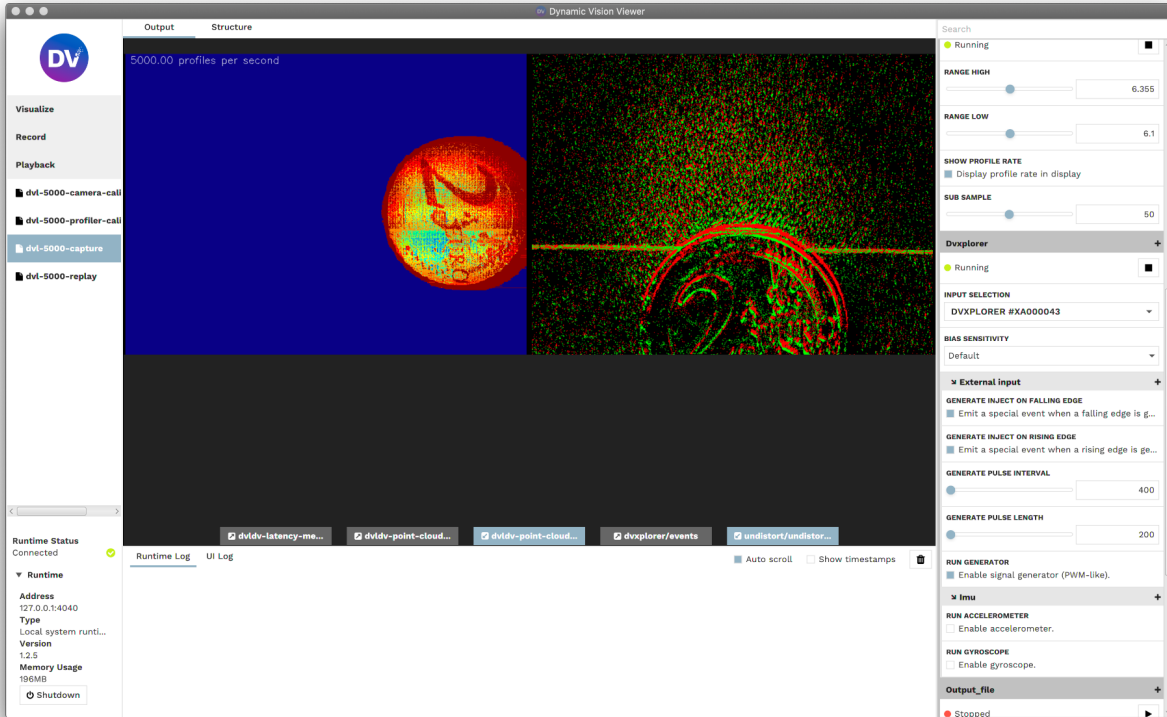 Dynamic Vision Viewer
DV
Visualize
Record
Playback
dvl-5000-camera-cali
dvl-5000-profiler-cali
dvl-5000-capture
dvl-5000-replay
Runtime Status
Connected
Runtime
Address
127.0.0.1:4040
Type
Local system runti...
Version
1.2.5
Memory Usage
196MB
Shutdown
Output Structure
5000.00 profiles per second
dvldv-latency-me... dvldv-point-cloud... dvldv-point-cloud... dvxplorer/events undistort/undistor...
Runtime Log UI Log Auto scroll Show timestamps
Search
Running
RANGE HIGH
6.355
RANGE LOW
6.1
SHOW PROFILE RATE
Display profile rate in display
SUB SAMPLE
50
Dvxplorer +
Running
INPUT SELECTION
DVXPLORER #XA000043
BIAS SENSITIVITY
Default
External input +
GENERATE INJECT ON FALLING EDGE
Emit a special event when a falling edge is g...
GENERATE INJECT ON RISING EDGE
Emit a special event when a rising edge is ge...
GENERATE PULSE INTERVAL
400
GENERATE PULSE LENGTH
200
RUN GENERATOR
Enable signal generator (PWM-like).
Imu +
RUN ACCELEROMETER
Enable accelerometer.
RUN GYROSCOPE
Enable gyroscope.
Output_file +
Stopped